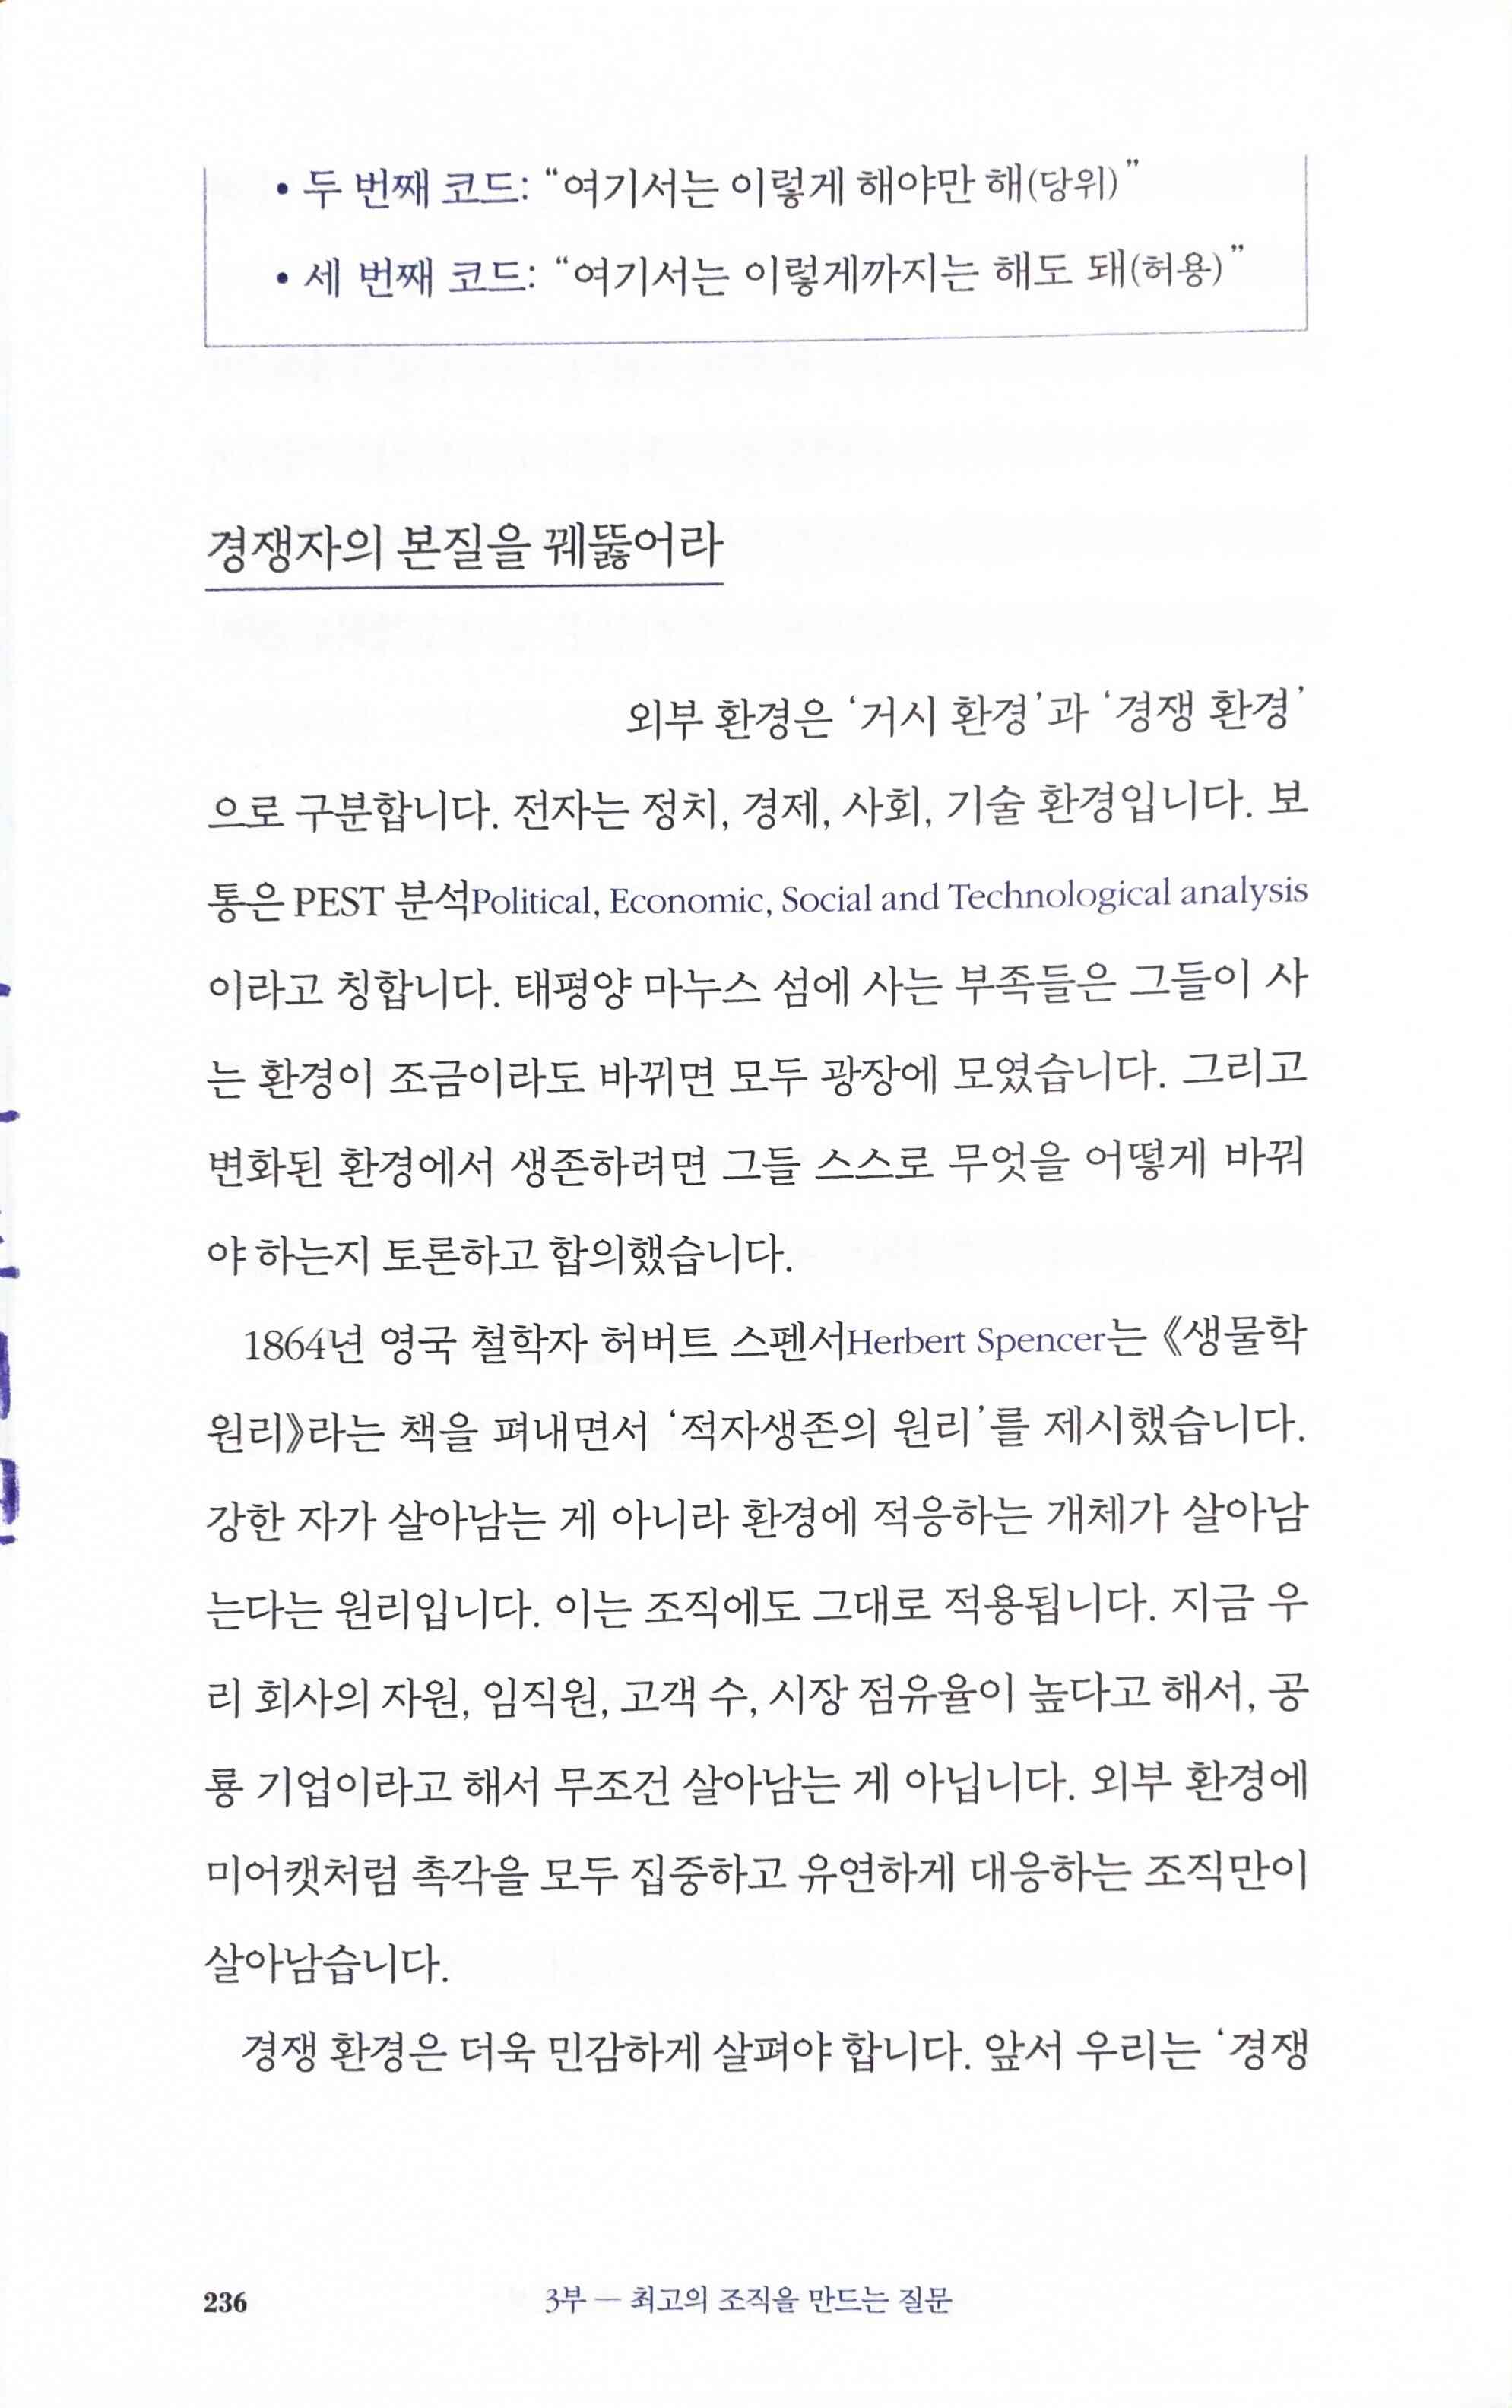 • 두 번째 코드: “여기서는 이렇게 해야만 해(당위)”
• 세 번째 코드: “여기서는 이렇게까지는 해도 돼(허용)”
경쟁자의 본질을 꿰뚫어라
외부 환경은 ‘거시 환경’과 ‘경쟁 환경’
으로 구분합니다. 전자는 정치, 경제, 사회, 기술 환경입니다. 보
통은 PEST 분석Political, Economic, Social and Technological analysis
이라고 칭합니다. 태평양 마누스 섬에 사는 부족들은 그들이 사
는 환경이 조금이라도 바뀌면 모두 광장에 모였습니다. 그리고
변화된 환경에서 생존하려면 그들 스스로 무엇을 어떻게 바꿔
야 하는지 토론하고 합의했습니다.
1864년 영국 철학자 허버트 스펜서Herbert Spencer는 《생물학
원리》라는 책을 펴내면서 ‘적자생존의 원리’를 제시했습니다.
강한 자가 살아남는 게 아니라 환경에 적응하는 개체가 살아남
는다는 원리입니다. 이는 조직에도 그대로 적용됩니다. 지금 우
리 회사의 자원, 임직원, 고객 수, 시장 점유율이 높다고 해서, 공
룡 기업이라고 해서 무조건 살아남는 게 아닙니다. 외부 환경에
미어캣처럼 촉각을 모두 집중하고 유연하게 대응하는 조직만이
살아남습니다.
경쟁 환경은 더욱 민감하게 살펴야 합니다. 앞서 우리는 ‘경쟁
236
3부 — 최고의 조직을 만드는 질문